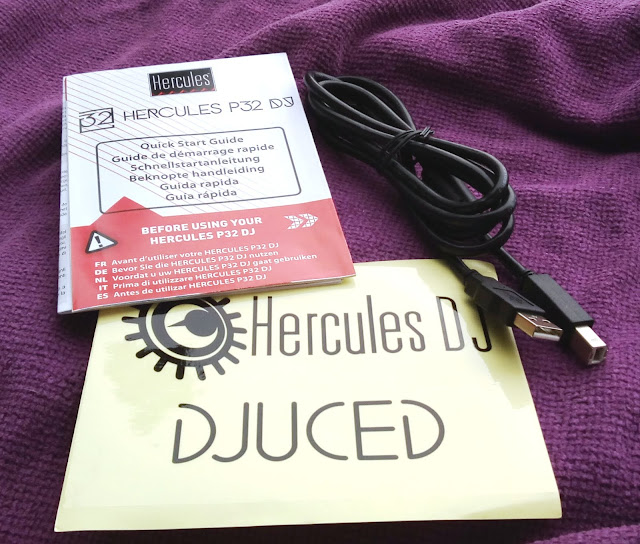 Hercules
32 HERCULES P32 DJ
Quick Start Guide
Guide de démarrage rapide
Schnellstartanleitung
Beknopte handleiding
Guida rapida
Guía rápida
BEFORE USING YOUR
HERCULES P32 DJ
FR Avant d'utiliser votre HERCULES P32 DJ
DE Bevor Sie die HERCULES P32 DJ nutzen
NL Voordat u uw HERCULES P32 DJ gaat gebruiken
IT Prima di utilizzare HERCULES P32 DJ
ES Antes de utilizar HERCULES P32 DJ
Hercules DJ
DJUCED